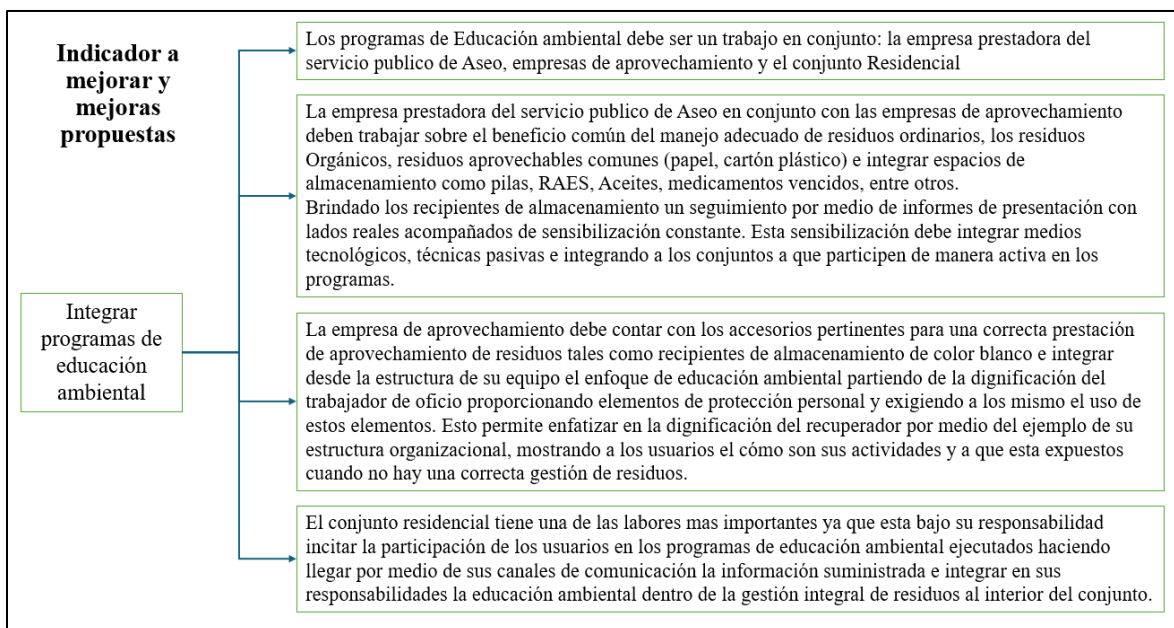 Indicador a
mejorar y
mejoras
propuestas
Integrar
programas de
educación
ambiental
Los programas de Educación ambiental debe ser un trabajo en conjunto: la empresa prestadora del
servicio publico de Aseo, empresas de aprovechamiento y el conjunto Residencial
La empresa prestadora del servicio publico de Aseo en conjunto con las empresas de aprovechamiento
deben trabajar sobre el beneficio común del manejo adecuado de residuos ordinarios, los residuos
Orgánicos, residuos aprovechables comunes (papel, cartón plástico) e integrar espacios de
almacenamiento como pilas, RAES, Aceites, medicamentos vencidos, entre otros.
Brindado los recipientes de almacenamiento un seguimiento por medio de informes de presentación con
lados reales acompañados de sensibilización constante. Esta sensibilización debe integrar medios
tecnológicos, técnicas pasivas e integrando a los conjuntos a que participen de manera activa en los
programas.
La empresa de aprovechamiento debe contar con los accesorios pertinentes para una correcta prestación
de aprovechamiento de residuos tales como recipientes de almacenamiento de color blanco e integrar
desde la estructura de su equipo el enfoque de educación ambiental partiendo de la dignificación del
trabajador de oficio proporcionando elementos de protección personal y exigiendo a los mismo el uso de
estos elementos. Esto permite enfatizar en la dignificación del recuperador por medio del ejemplo de su
estructura organizacional, mostrando a los usuarios el cómo son sus actividades y a que esta expuestos
cuando no hay una correcta gestión de residuos.
El conjunto residencial tiene una de las labores mas importantes ya que esta bajo su responsabilidad
incitar la participación de los usuarios en los programas de educación ambiental ejecutados haciendo
llegar por medio de sus canales de comunicación la información suministrada e integrar en sus
responsabilidades la educación ambiental dentro de la gestión integral de residuos al interior del conjunto.